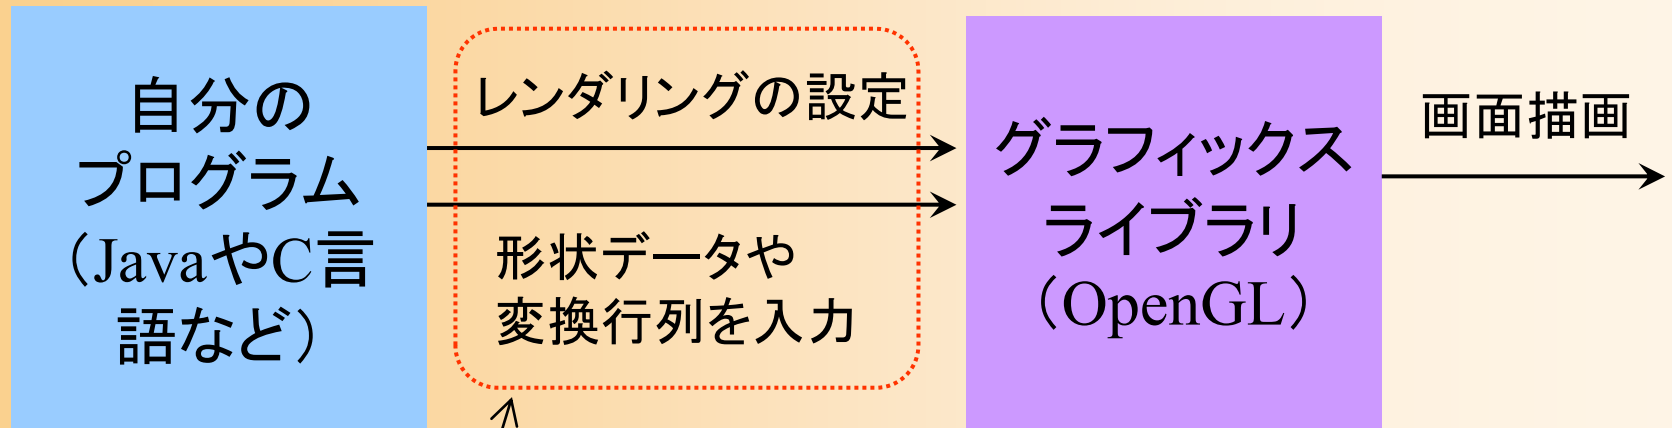 自分の
プログラム
（JavaやC言
語など）
レンダリングの設定
形状データや
変換行列を入力
グラフィックス
ライブラリ
（OpenGL）
画面描画